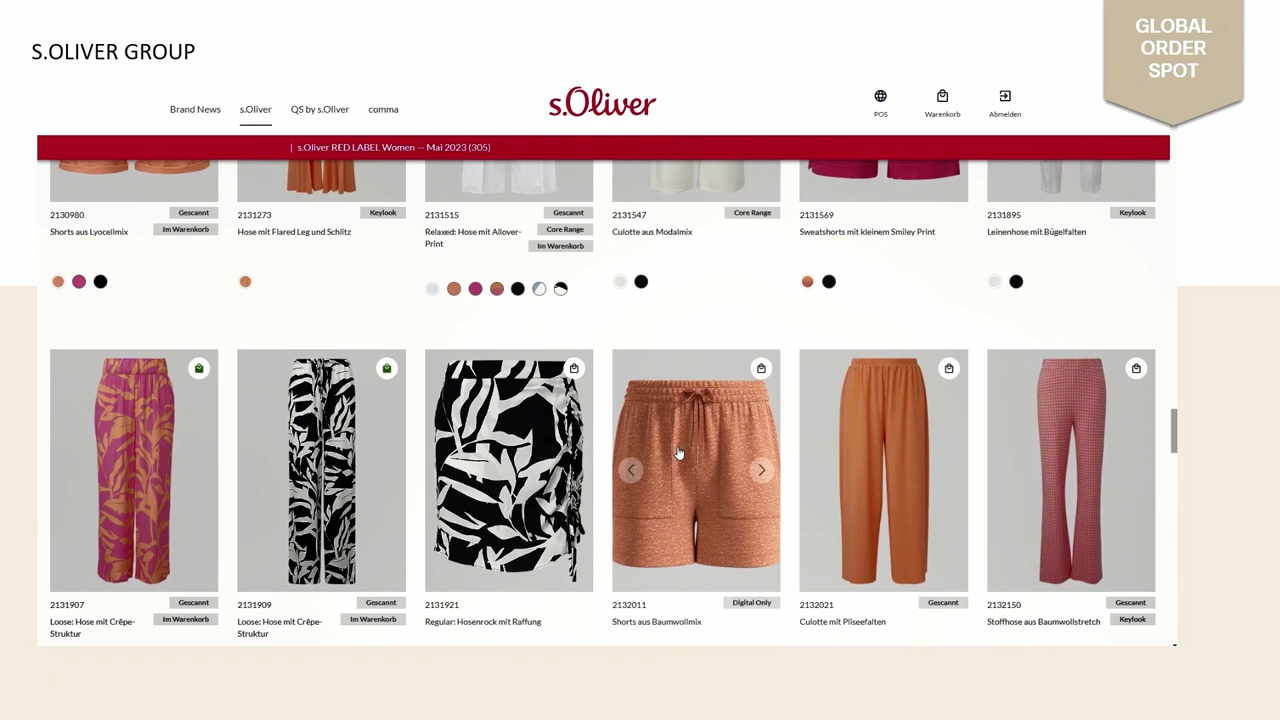 S.OLIVER GROUP
GLOBAL
ORDER
SPOT
Brand News
s.Oliver
QS by s.Oliver
comma
s.Oliver
POS
Warenkorb
Abmelden
| s.Oliver RED LABEL Women — Mai 2023 (305)
2130980
Gescannt
Im Warenkorb
Shorts aus Lyocellmix
2131273
Keylook
Hose mit Flared Leg und Schlitz
2131515
Gescannt
Core Range
Im Warenkorb
Relaxed: Hose mit Allover-
Print
2131547
Core Range
Culotte aus Modalmix
2131569
Sweatshorts mit kleinem Smiley Print
2131895
Keylook
Leinenhose mit Bügelfalten
2131907
Gescannt
Im Warenkorb
Loose: Hose mit Crêpe-
Struktur
2131909
Gescannt
Im Warenkorb
Loose: Hose mit Crêpe-
Struktur
2131921
Regular: Hosenrock mit Raffung
2132011
Digital Only
Shorts aus Baumwollmix
2132021
Gescannt
Culotte mit Pliseefalten
2132150
Gescannt
Keylook
Stoffhose aus Baumwollstretch